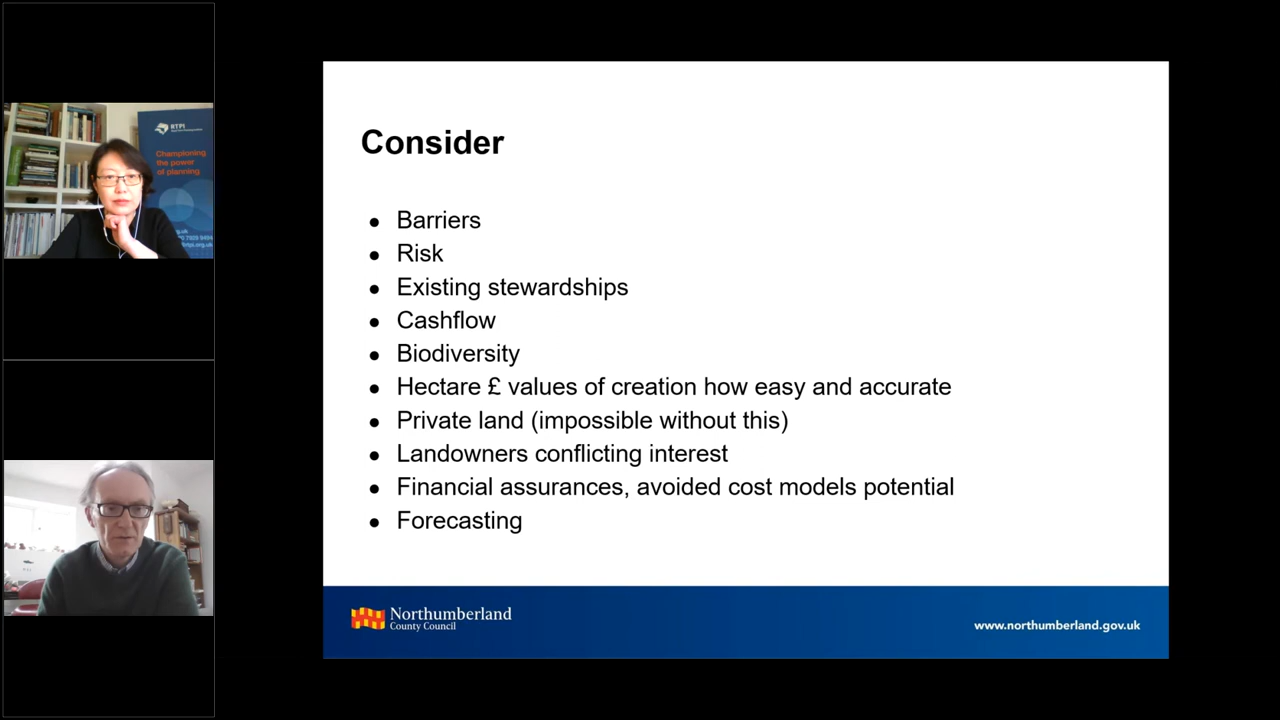 RTPI
Championing
the power
of planning
Consider
● Barriers
● Risk
● Existing stewardships
● Cashflow
● Biodiversity
● Hectare £ values of creation how easy and accurate
● Private land (impossible without this)
● Landowners conflicting interest
● Financial assurances, avoided cost models potential
● Forecasting
Northumberland
County Council
www.northumberland.gov.uk